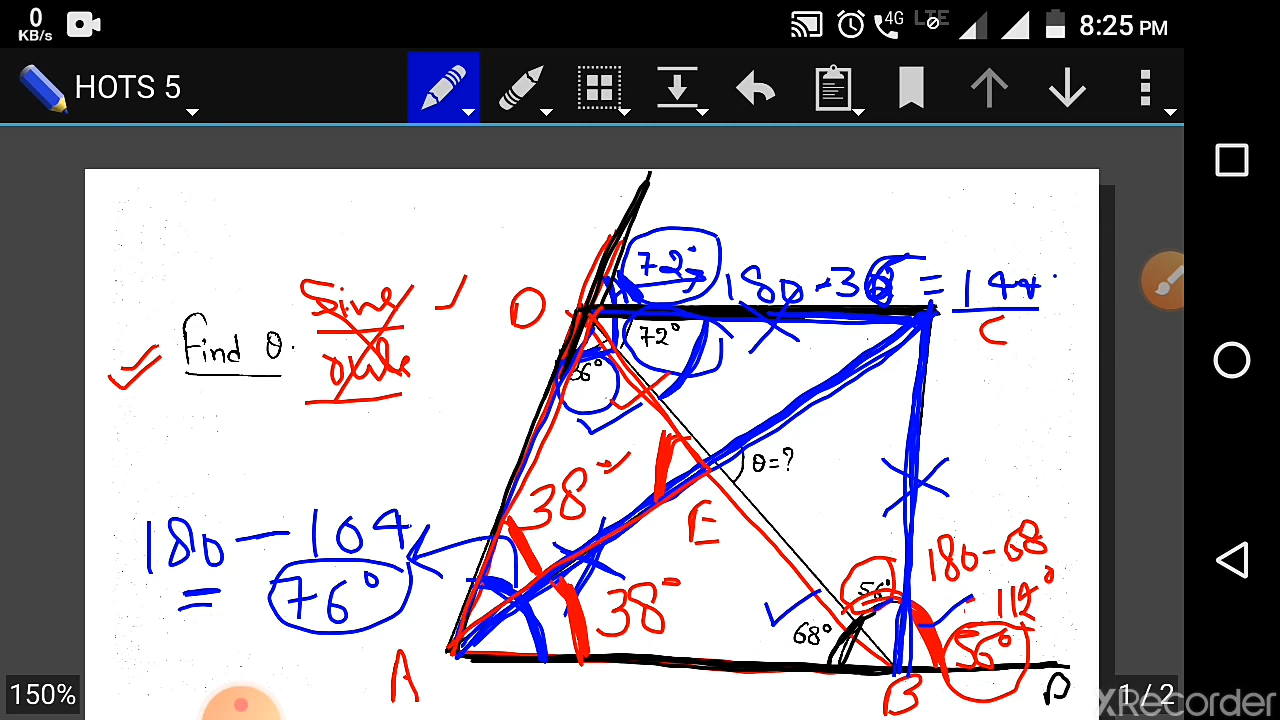 0
KB/s
4G
LTE
8:25 PM
HOTS 5
72°
180-36 = 144
Sine
rule
D
C
Find θ.
72°
36°
θ=?
38°
E
180-104
= 76°
38°
180-68
= 112°
56°
68°
56°
A
B
150%
1/2
XRecorder